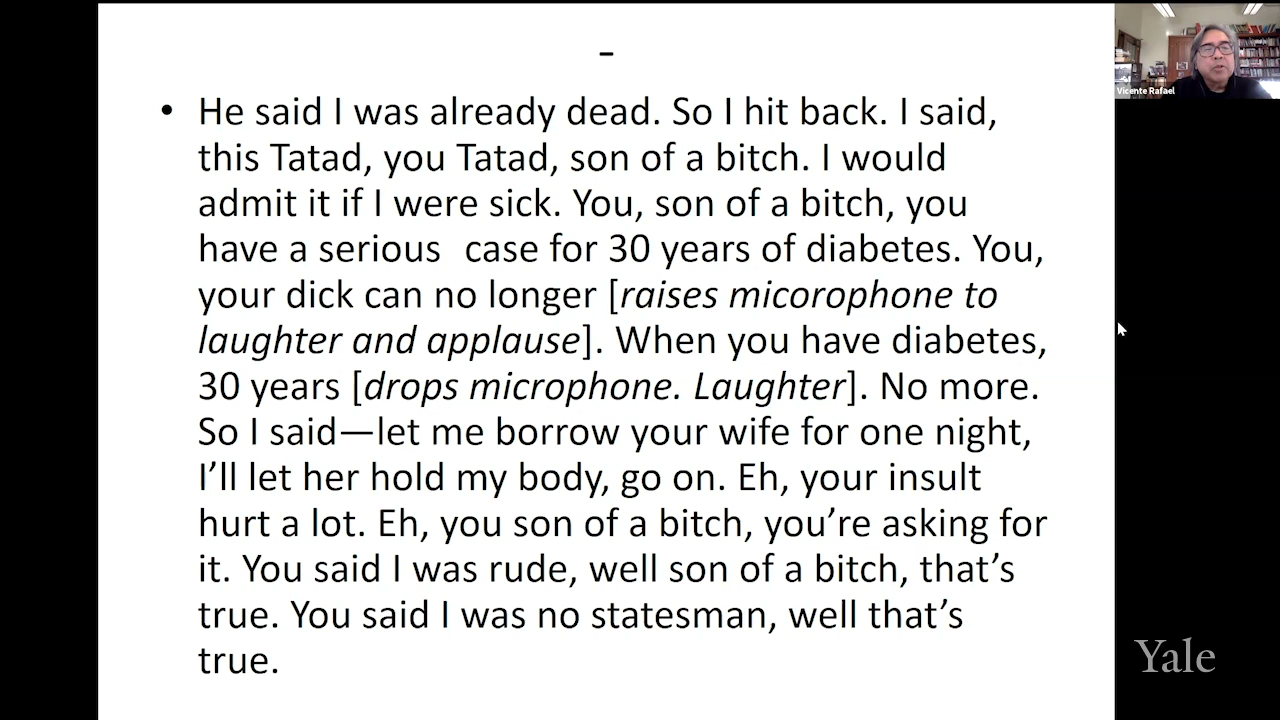 -
• He said I was already dead. So I hit back. I said,
this Tatad, you Tatad, son of a bitch. I would
admit it if I were sick. You, son of a bitch, you
have a serious  case for 30 years of diabetes. You,
your dick can no longer [raises micorophone to
laughter and applause]. When you have diabetes,
30 years [drops microphone. Laughter]. No more.
So I said—let me borrow your wife for one night,
I’ll let her hold my body, go on. Eh, your insult
hurt a lot. Eh, you son of a bitch, you’re asking for
it. You said I was rude, well son of a bitch, that’s
true. You said I was no statesman, well that’s
true.
Vicente Rafael
Yale